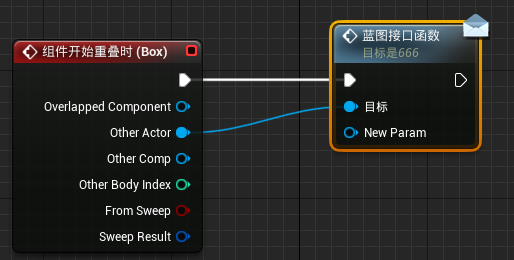 组件开始重叠时 (Box)
Overlapped Component
Other Actor
Other Comp
Other Body Index
From Sweep
Sweep Result
蓝图接口函数
目标是666
目标
New Param